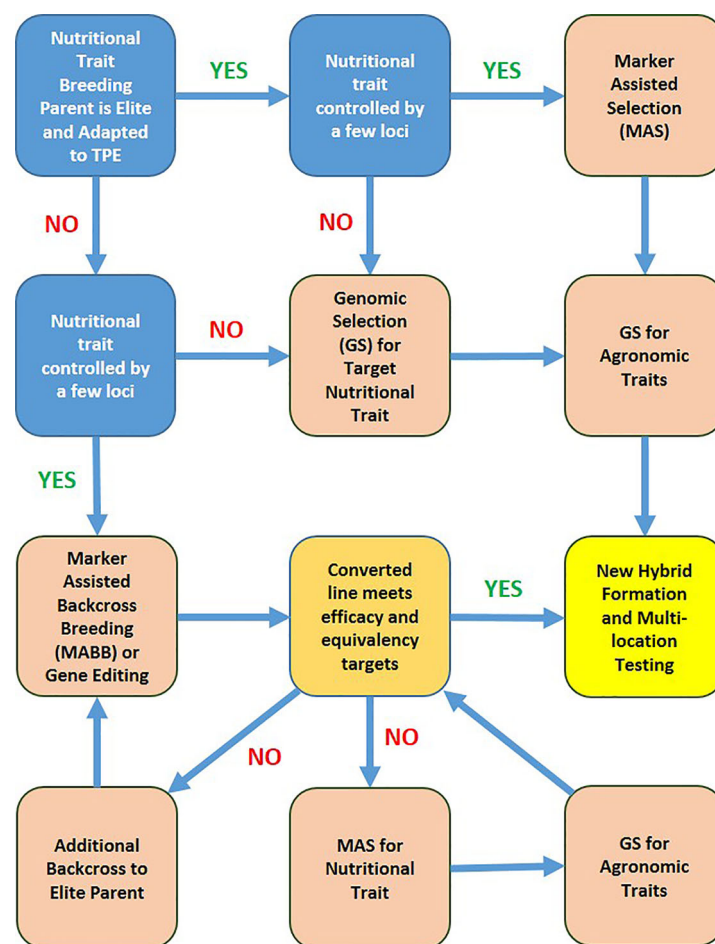 Nutritional
Trait
Breeding
Parent is Elite
and Adapted
to TPE
YES
Nutritional
trait
controlled by
a few loci
YES
Marker
Assisted
Selection
(MAS)
NO
NO
Nutritional
trait
controlled by
a few loci
NO
Genomic
Selection
(GS) for
Target
Nutritional
Trait
GS for
Agronomic
Traits
YES
Marker
Assisted
Backcross
Breeding
(MABB) or
Gene Editing
Converted
line meets
efficacy and
equivalency
targets
YES
New Hybrid
Formation
and Multi-
location
Testing
NO
NO
Additional
Backcross to
Elite Parent
MAS for
Nutritional
Trait
GS for
Agronomic
Traits